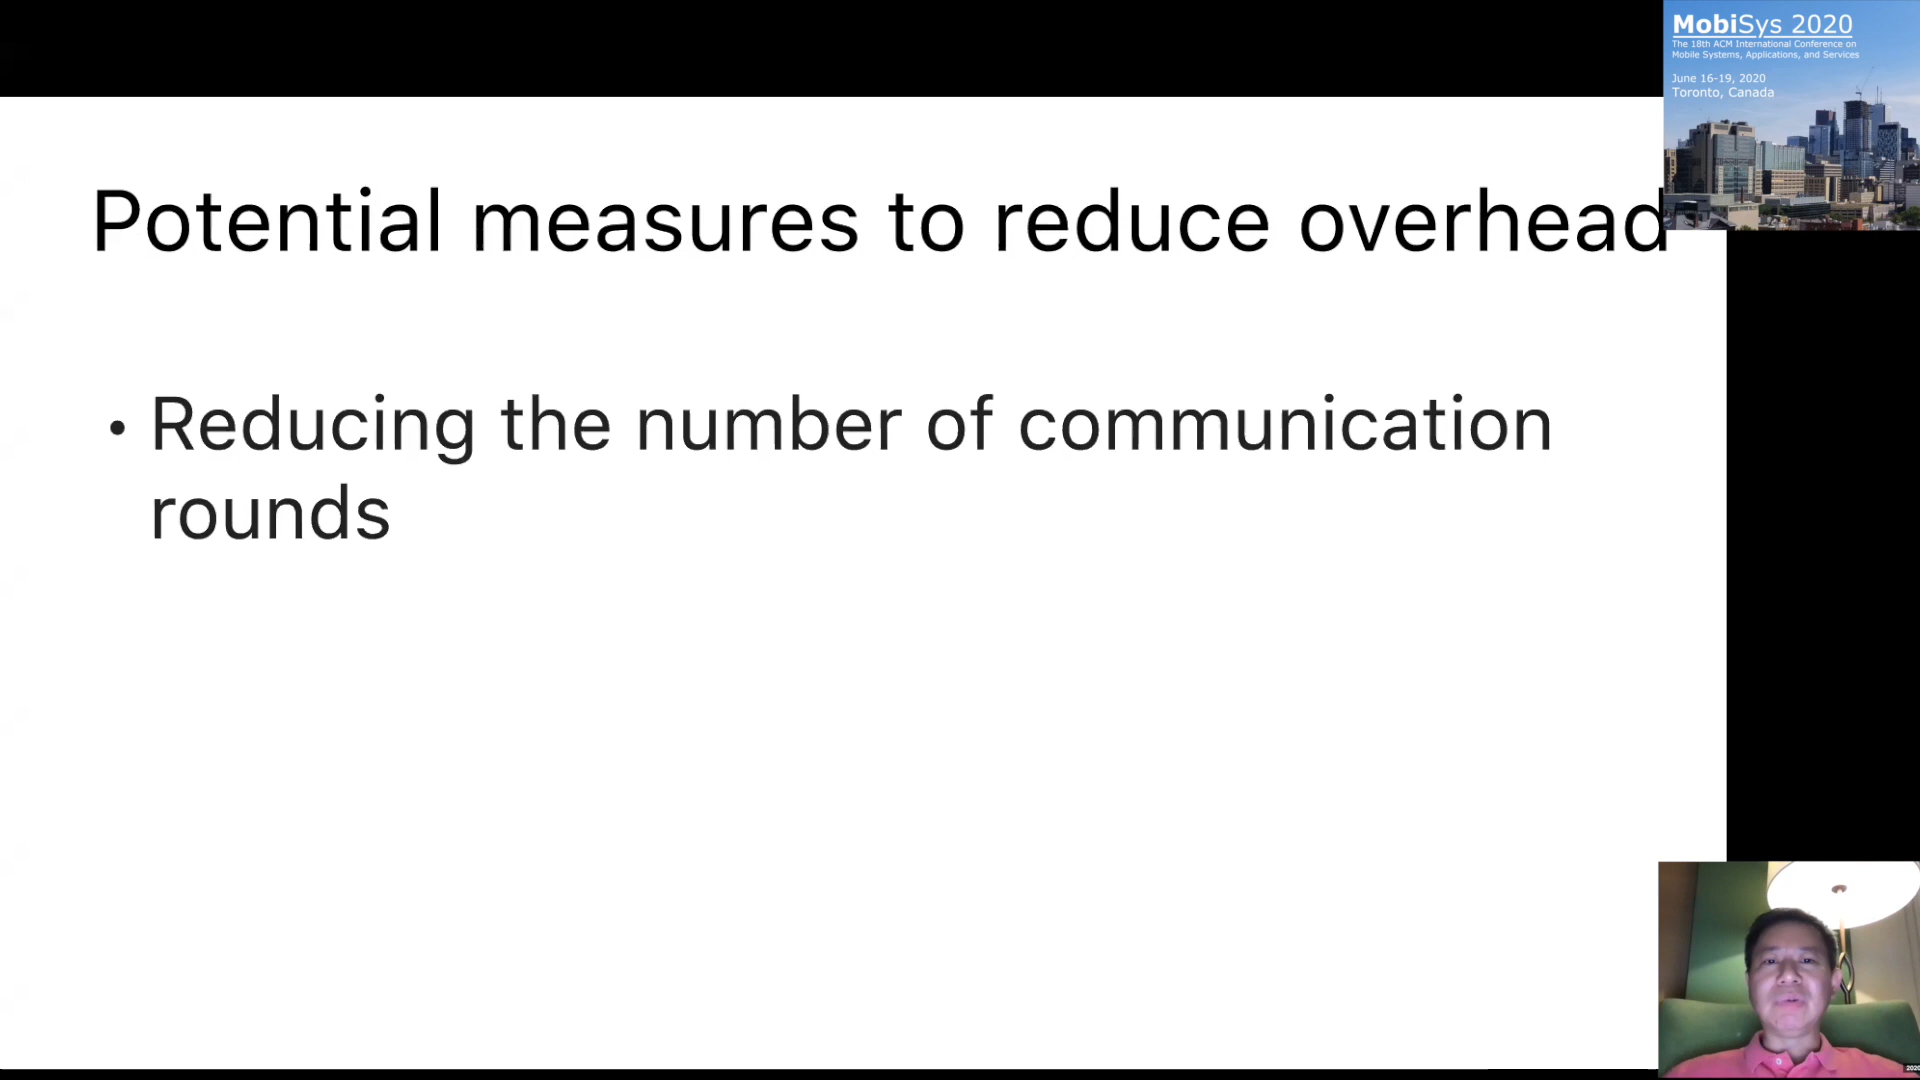 MobiSys 2020
The 18th ACM International Conference on
Mobile Systems, Applications, and Services
June 16-19, 2020
Toronto, Canada
Potential measures to reduce overhead
• Reducing the number of communication
rounds